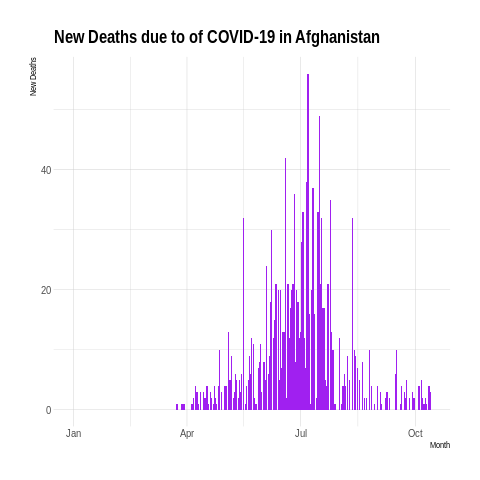 New Deaths due to of COVID-19 in Afghanistan
New Deaths
40
20
0
Jan Apr Jul Oct
Month